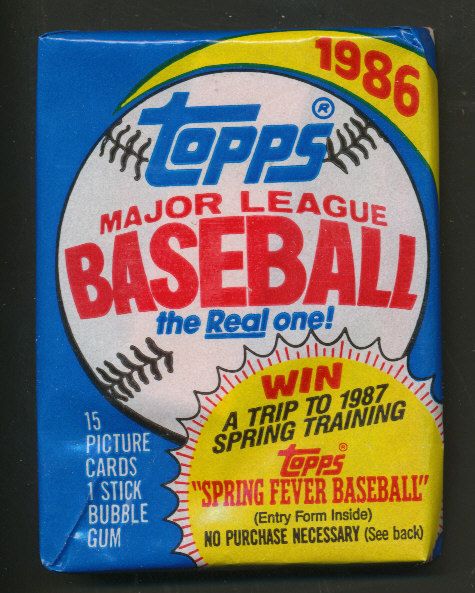 1986
Topps®
MAJOR LEAGUE
BASEBALL
the Real one!
15
PICTURE
CARDS
1 STICK
BUBBLE
GUM
WIN
A TRIP TO 1987
SPRING TRAINING
Topps®
"SPRING FEVER BASEBALL"
(Entry Form Inside)
NO PURCHASE NECESSARY (See back)